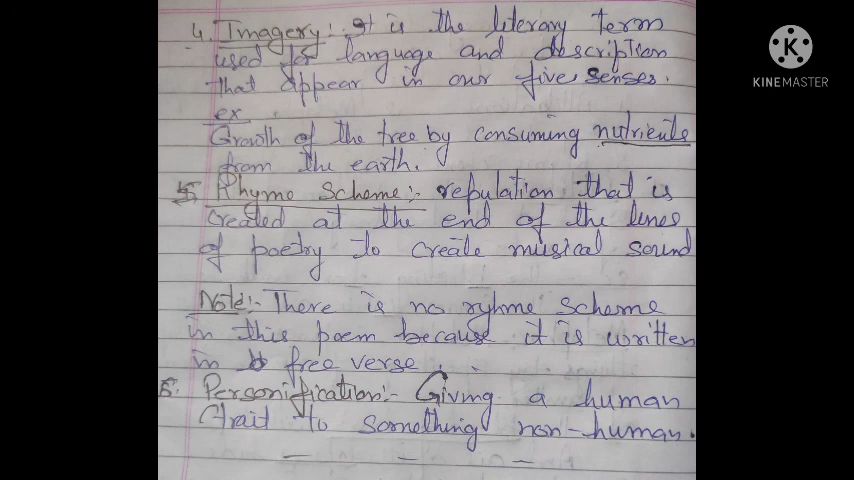 4. Imagery:- It is the literary term
used for language and description
that appear in our five senses.
ex
Growth of the tree by consuming nutrients
from the earth.
5 Rhyme Scheme:- repulation that is
created at the end of the lines
of poetry to create musical sound
Note:- There is no ryhme scheme
in this poem because it is written
in free verse.
6. Personification:- Giving a human
trait to something non-human.
K
KINEMASTER